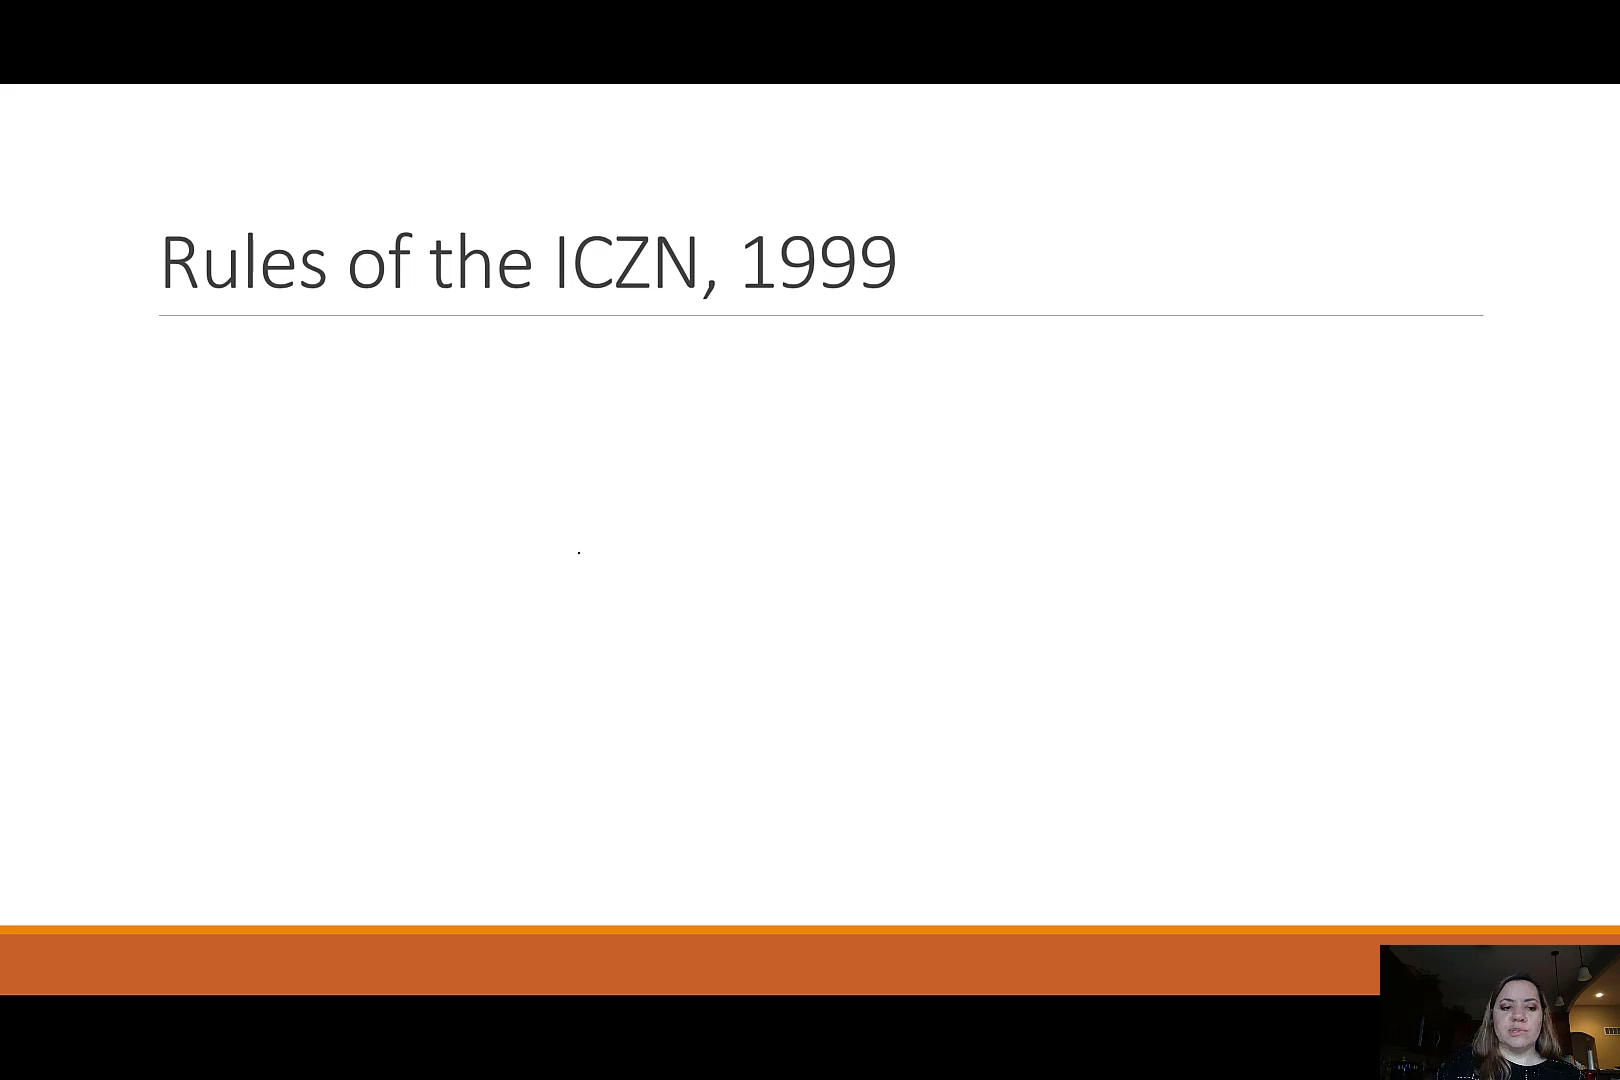 Rules of the ICZN, 1999